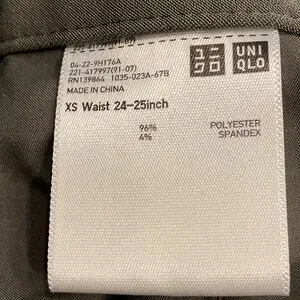 ユニ UNI
クロ QLO
04-22-9H176A
221-417997(91-07)
RN139864 1035-023A-67B
MADE IN CHINA
XS Waist 24-25inch
96% POLYESTER
4% SPANDEX